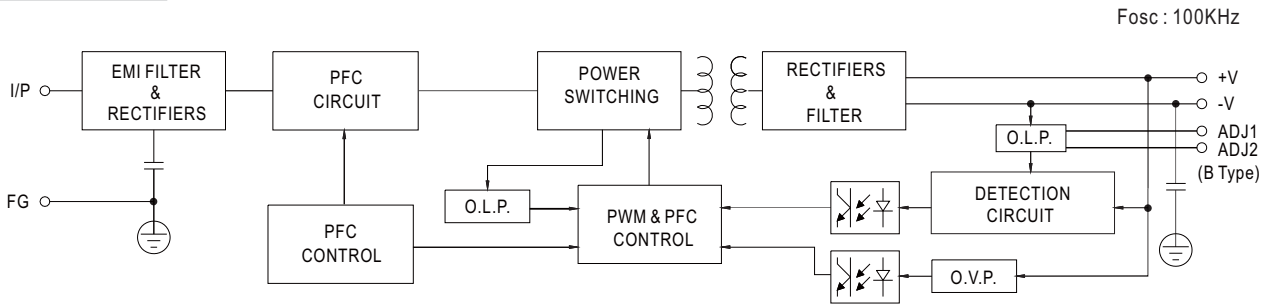 Fosc : 100KHz
I/P
EMI FILTER
&
RECTIFIERS
PFC
CIRCUIT
POWER
SWITCHING
RECTIFIERS
&
FILTER
+V
-V
O.L.P.
ADJ1
ADJ2
(B Type)
FG
PFC
CONTROL
O.L.P.
PWM & PFC
CONTROL
DETECTION
CIRCUIT
O.V.P.